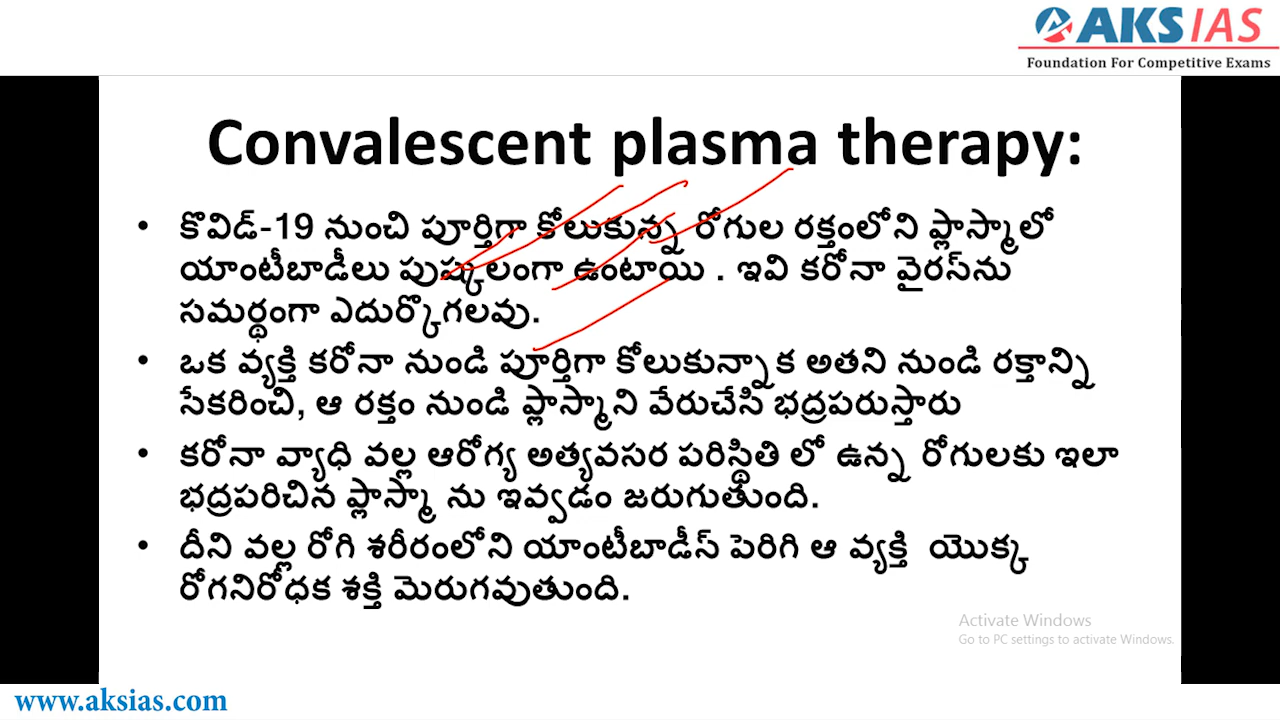 AKS IAS
Foundation For Competitive Exams
Convalescent plasma therapy:
• కొవిడ్-19 నుంచి పూర్తిగా కోలుకున్న రోగుల రక్తంలోని ప్లాస్మాలో
యాంటీబాడీలు పుష్కలంగా ఉంటాయి . ఇవి కరోనా వైరస్‌ను
సమర్థంగా ఎదుర్కొగలవు.
• ఒక వ్యక్తి కరోనా నుండి పూర్తిగా కోలుకున్నాక అతని నుండి రక్తాన్ని
సేకరించి, ఆ రక్తం నుండి ప్లాస్మాని వేరుచేసి భద్రపరుస్తారు
• కరోనా వ్యాధి వల్ల ఆరోగ్య అత్యవసర పరిస్థితి లో ఉన్న రోగులకు ఇలా
భద్రపరిచిన ప్లాస్మా ను ఇవ్వడం జరుగుతుంది.
• దీని వల్ల రోగి శరీరంలోని యాంటీబాడీస్ పెరిగి ఆ వ్యక్తి యొక్క
రోగనిరోధక శక్తి మెరుగవుతుంది.
Activate Windows
Go to PC settings to activate Windows.
www.aksias.com